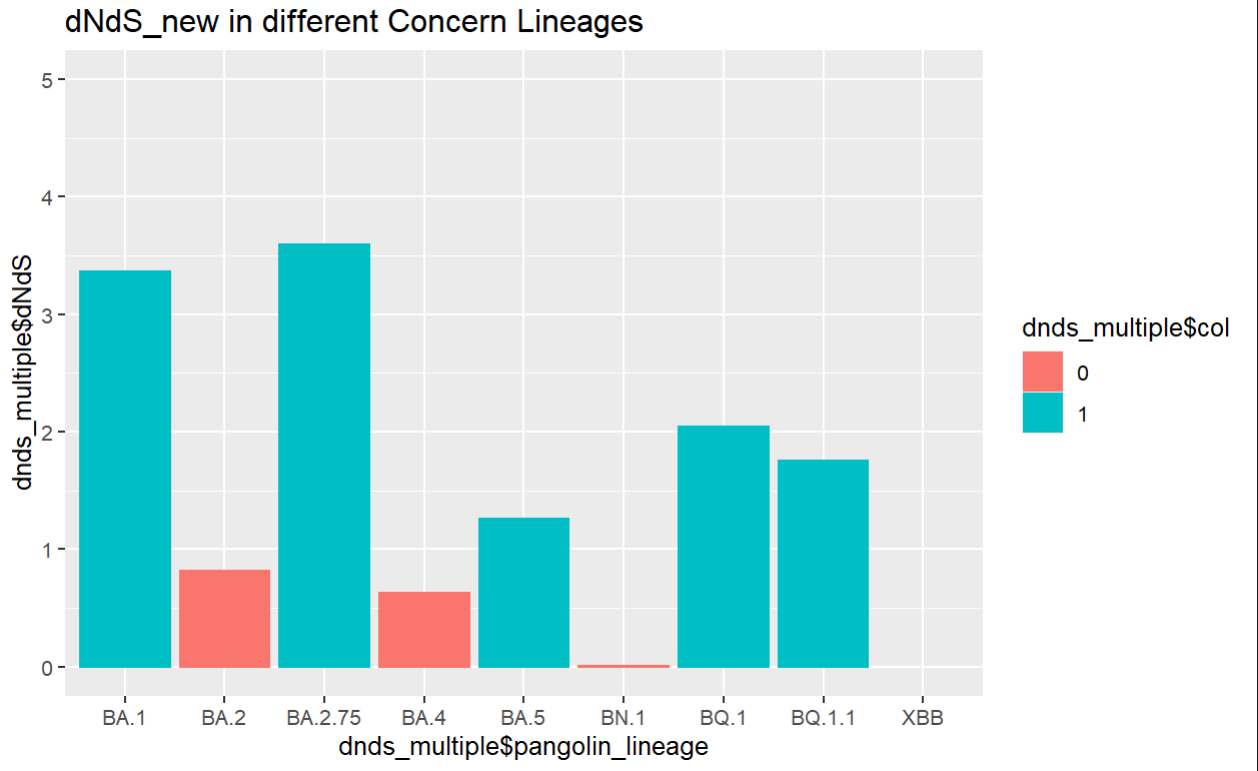 dNdS_new in different Concern Lineages
dnds_multiple$dNdS
5
4
3
2
1
0
BA.1 BA.2 BA.2.75 BA.4 BA.5 BN.1 BQ.1 BQ.1.1 XBB
dnds_multiple$pangolin_lineage
dnds_multiple$col
0
1